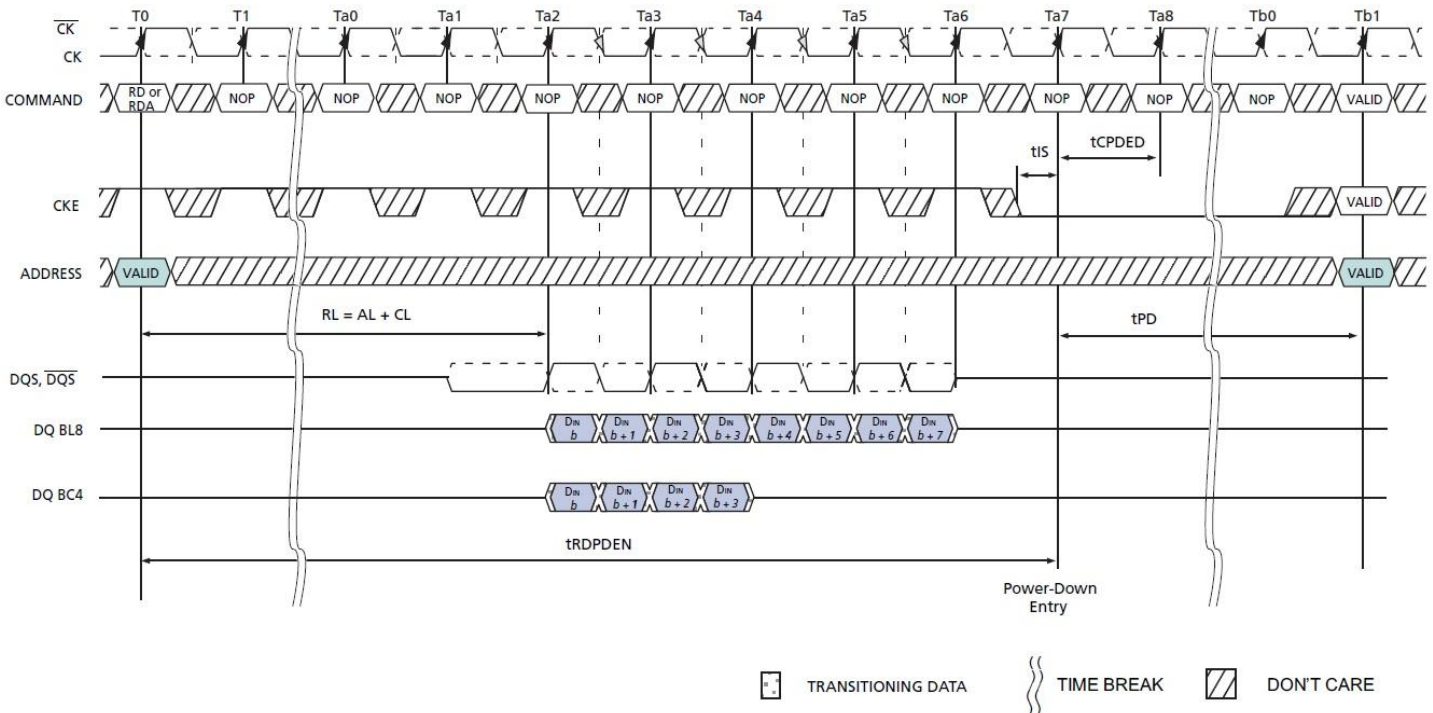 T0 T1 Ta0 Ta1 Ta2 Ta3 Ta4 Ta5 Ta6 Ta7 Ta8 Tb0 Tb1
CK
CK
COMMAND RD or RDA NOP NOP NOP NOP NOP NOP NOP NOP NOP NOP NOP VALID
tIS tCPDED
CKE VALID
ADDRESS VALID VALID
RL = AL + CL tPD
DQS, DQS
DQ BL8 DIN b DIN b + 1 DIN b + 2 DIN b + 3 DIN b + 4 DIN b + 5 DIN b + 6 DIN b + 7
DQ BC4 DIN b DIN b + 1 DIN b + 2 DIN b + 3
tRDPDEN
Power-Down
Entry
TRANSITIONING DATA TIME BREAK DON'T CARE